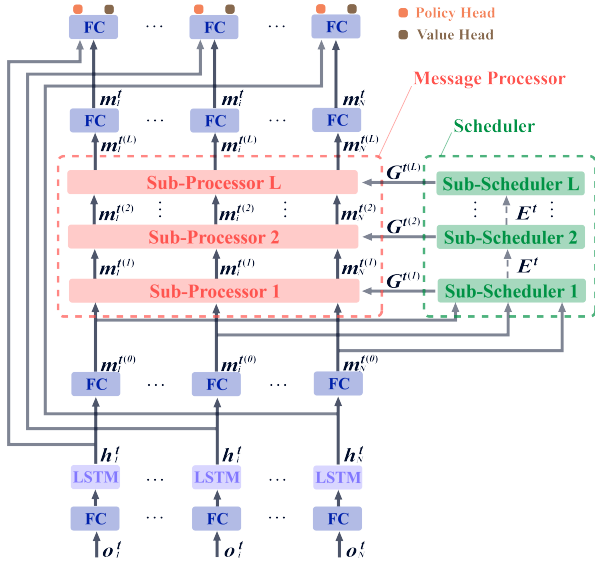 Policy Head
Value Head
FC ... FC ... FC
m_1^t m_i^t m_N^t
Message Processor
FC ... FC ... FC
Scheduler
m_1^{t(L)} m_i^{t(L)} m_N^{t(L)}
G^{t(L)}
Sub-Processor L
Sub-Scheduler L
m_1^{t(2)} ⋮ m_i^{t(2)} ⋮ m_N^{t(2)}
G^{t(2)}
⋮ E^t ⋮
Sub-Processor 2
Sub-Scheduler 2
m_1^{t(1)} m_i^{t(1)} m_N^{t(1)}
G^{t(1)}
E^t
Sub-Processor 1
Sub-Scheduler 1
m_1^{t(0)} m_i^{t(0)} m_N^{t(0)}
FC ... FC ... FC
h_1^t h_i^t h_N^t
LSTM ... LSTM ... LSTM
FC ... FC ... FC
o_1^t o_i^t o_N^t